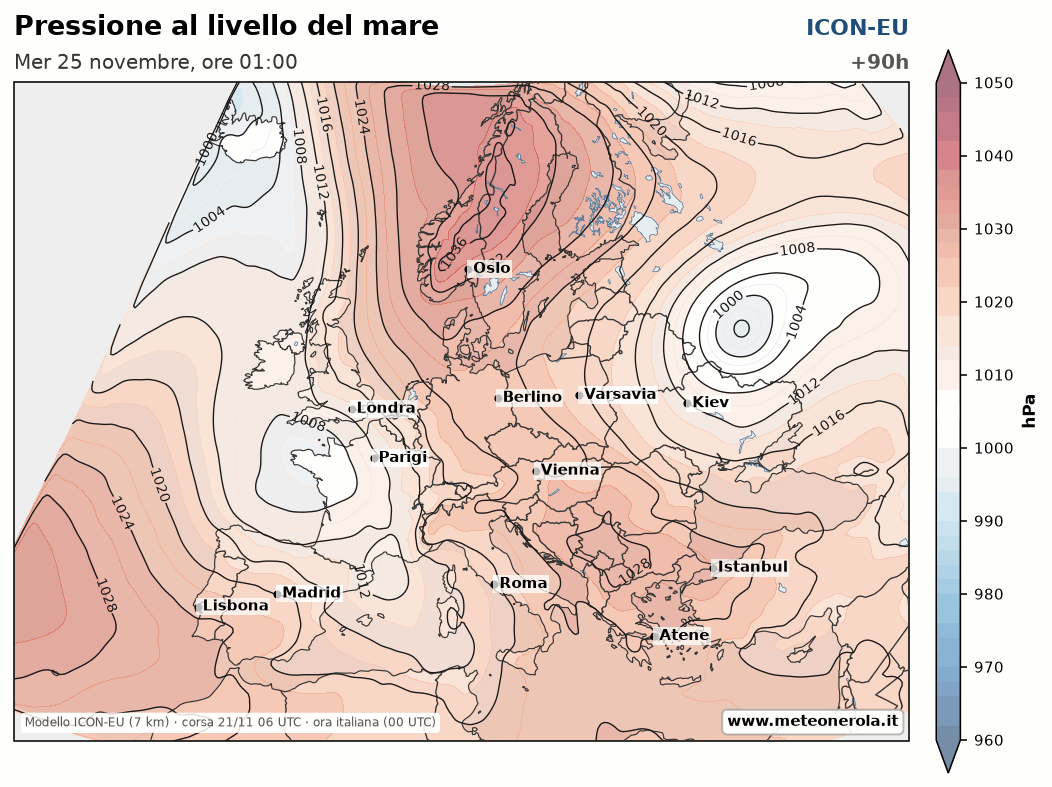 Pressione al livello del mare
ICON-EU
Mer 25 novembre, ore 01:00
+90h
1028
1008
1012
1016
1024
1016
1020
1000
1008
1016
1012
1004
1008
1036
Oslo
1000
1004
Berlino
Varsavia
Kiev
1012
Londra
1008
1016
Parigi
Vienna
1020
1024
1028
1012
1028
Istanbul
Roma
Madrid
Lisbona
Atene
Modello ICON-EU (7 km) · corsa 21/11 06 UTC · ora italiana (00 UTC)
www.meteonerola.it
1050
1040
1030
1020
1010
1000
990
980
970
960
hPa